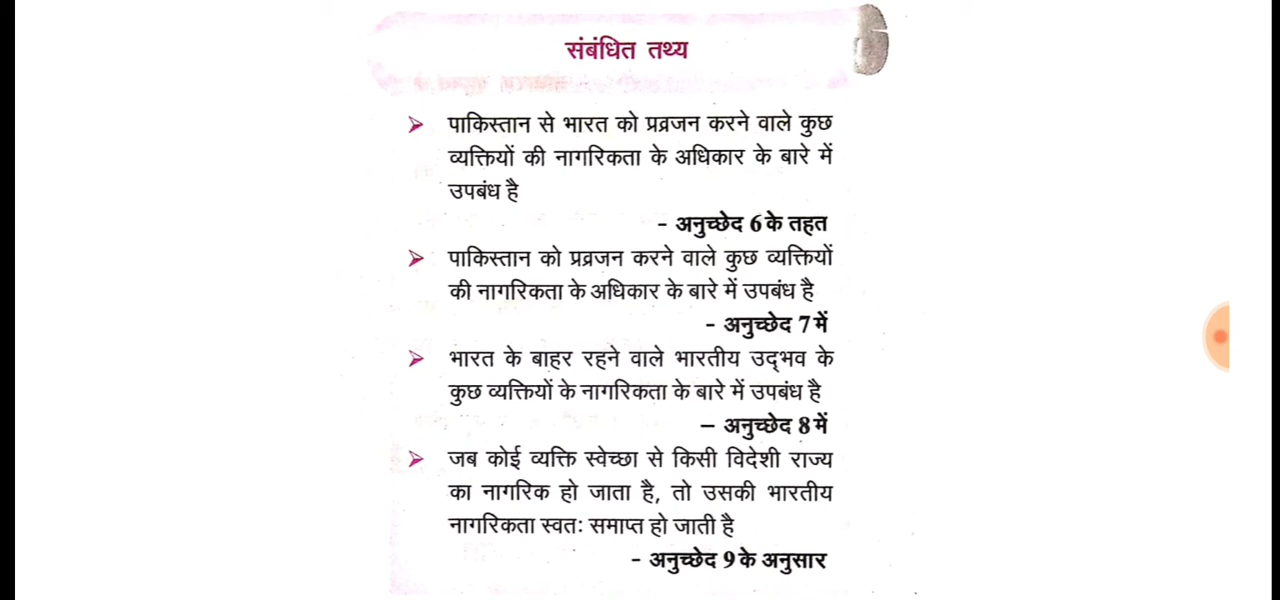 संबंधित तथ्य
➢ पाकिस्तान से भारत को प्रव्रजन करने वाले कुछ
व्यक्तियों की नागरिकता के अधिकार के बारे में
उपबंध है
- अनुच्छेद 6 के तहत
➢ पाकिस्तान को प्रव्रजन करने वाले कुछ व्यक्तियों
की नागरिकता के अधिकार के बारे में उपबंध है
- अनुच्छेद 7 में
➢ भारत के बाहर रहने वाले भारतीय उद्‌भव के
कुछ व्यक्तियों के नागरिकता के बारे में उपबंध है
– अनुच्छेद 8 में
➢ जब कोई व्यक्ति स्वेच्छा से किसी विदेशी राज्य
का नागरिक हो जाता है, तो उसकी भारतीय
नागरिकता स्वतः समाप्त हो जाती है
- अनुच्छेद 9 के अनुसार